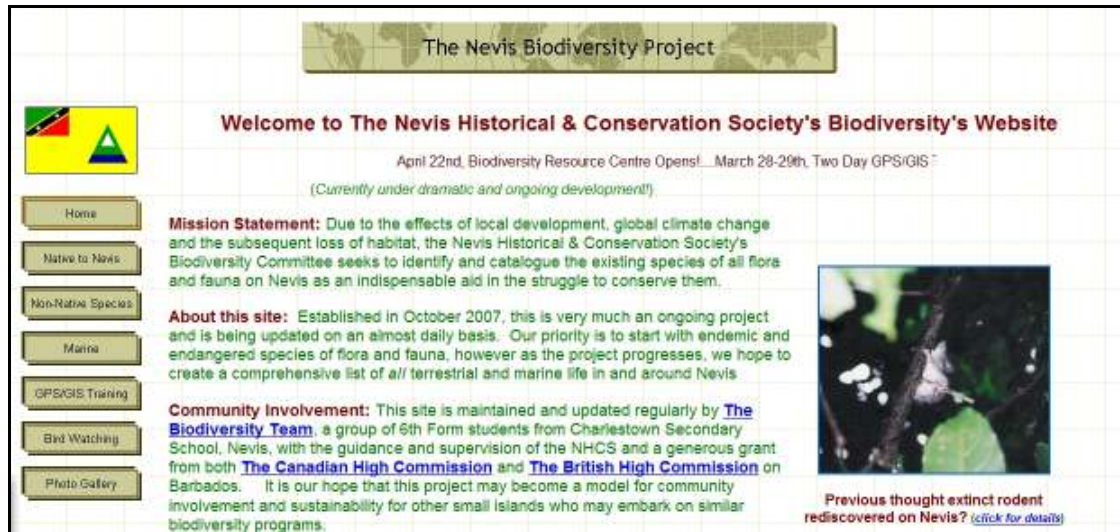 The Nevis Biodiversity Project
Welcome to The Nevis Historical & Conservation Society's Biodiversity's Website
April 22nd, Biodiversity Resource Centre Opens!....March 28-29th, Two Day GPS/GIS
(Currently under dramatic and ongoing development!)
Home
Native to Nevis
Non-Native Species
Marine
GPS/GIS Training
Bird Watching
Photo Gallery
Mission Statement: Due to the effects of local development, global climate change
and the subsequent loss of habitat, the Nevis Historical & Conservation Society's
Biodiversity Committee seeks to identify and catalogue the existing species of all flora
and fauna on Nevis as an indispensable aid in the struggle to conserve them.
About this site: Established in October 2007, this is very much an ongoing project
and is being updated on an almost daily basis. Our priority is to start with endemic and
endangered species of flora and fauna, however as the project progresses, we hope to
create a comprehensive list of all terrestrial and marine life in and around Nevis
Community Involvement: This site is maintained and updated regularly by The
Biodiversity Team, a group of 6th Form students from Charlestown Secondary
School, Nevis, with the guidance and supervision of the NHCS and a generous grant
from both The Canadian High Commission and The British High Commission on
Barbados. It is our hope that this project may become a model for community
involvement and sustainability for other small islands who may embark on similar
biodiversity programs.
Previous thought extinct rodent
rediscovered on Nevis? (click for details)